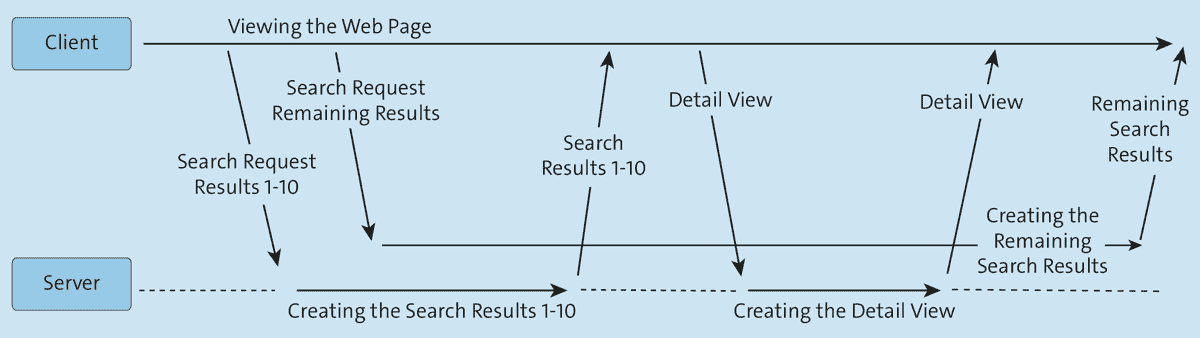 Viewing the Web Page
Client
Search Request
Remaining Results
Search Request
Results 1-10
Search
Results 1-10
Detail View
Detail View
Remaining
Search
Results
Creating the
Remaining
Search Results
Server
Creating the Search Results 1-10
Creating the Detail View